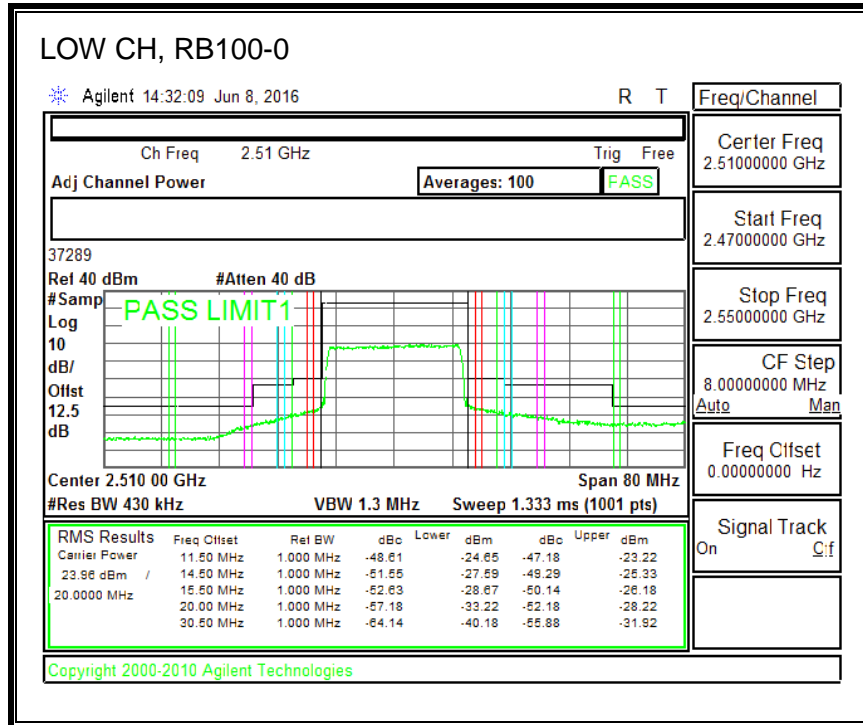 LOW CH, RB100-0
Agilent 14:32:09 Jun 8, 2016 R T
Freq/Channel
Ch Freq 2.51 GHz Trig Free
Adj Channel Power Averages: 100 PASS
Center Freq
2.51000000 GHz
Start Freq
2.47000000 GHz
37289
Ref 40 dBm #Atten 40 dB
#Samp
Log
10
dB/
Offst
12.5
dB
PASS LIMIT1
Stop Freq
2.55000000 GHz
CF Step
8.00000000 MHz
Auto Man
Freq Offset
0.00000000 Hz
Center 2.510 00 GHz Span 80 MHz
#Res BW 430 kHz VBW 1.3 MHz Sweep 1.333 ms (1001 pts)
Signal Track
On Off
RMS Results Freq Offset Ref BW dBc Lower dBm dBc Upper dBm
Carrier Power 11.50 MHz 1.000 MHz -48.61 -24.65 -47.18 -23.22
23.96 dBm / 14.50 MHz 1.000 MHz -51.55 -27.59 -49.29 -25.33
20.0000 MHz 15.50 MHz 1.000 MHz -52.63 -28.67 -50.14 -26.18
20.00 MHz 1.000 MHz -57.18 -33.22 -52.18 -28.22
30.50 MHz 1.000 MHz -64.14 -40.18 -55.88 -31.92
Copyright 2000-2010 Agilent Technologies